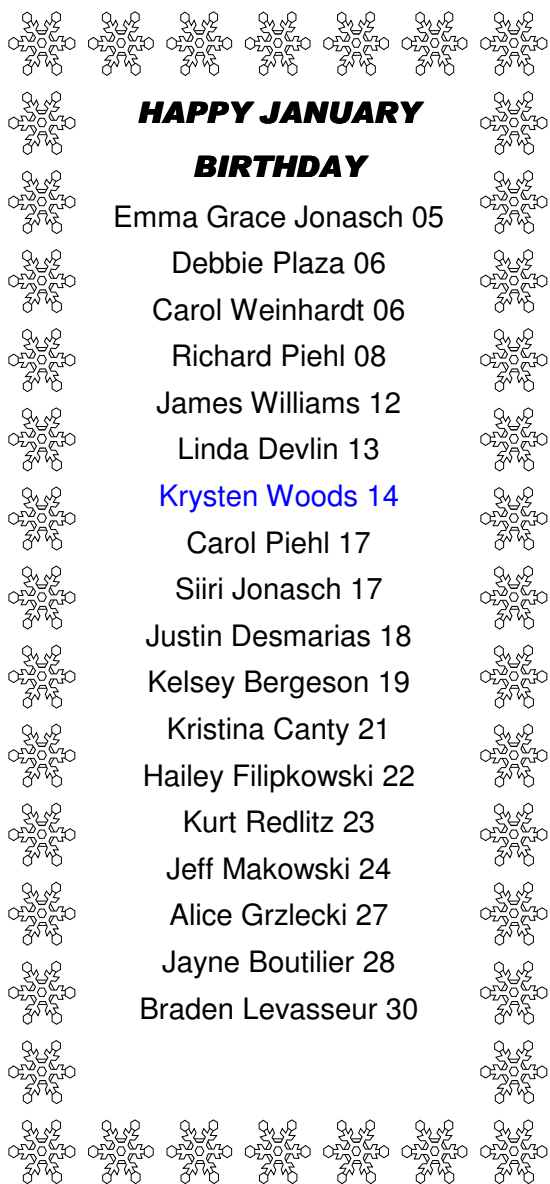 HAPPY JANUARY
BIRTHDAY
Emma Grace Jonasch 05
Debbie Plaza 06
Carol Weinhardt 06
Richard Piehl 08
James Williams 12
Linda Devlin 13
Krysten Woods 14
Carol Piehl 17
Siiri Jonasch 17
Justin Desmarias 18
Kelsey Bergeson 19
Kristina Canty 21
Hailey Filipkowski 22
Kurt Redlitz 23
Jeff Makowski 24
Alice Grzlecki 27
Jayne Boutilier 28
Braden Levasseur 30